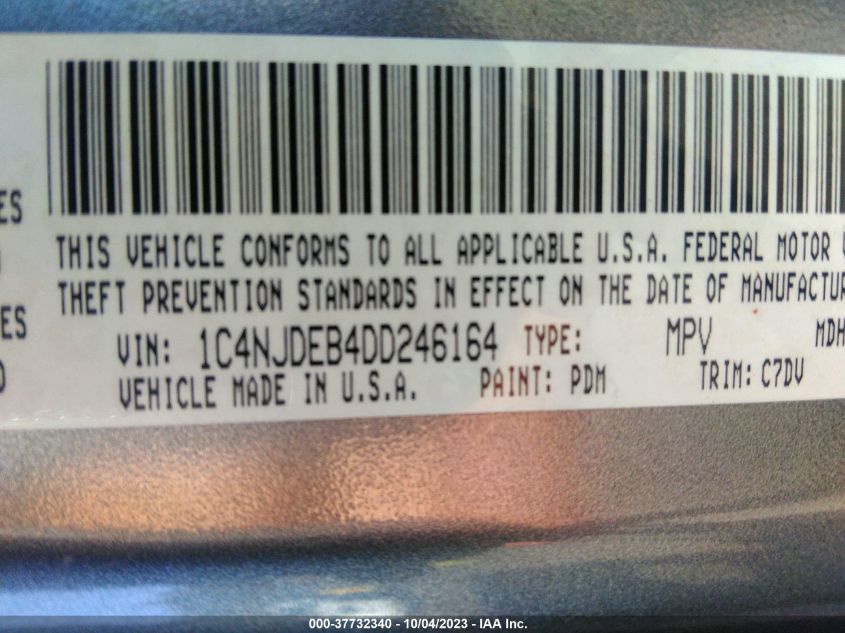 ES
THIS VEHICLE CONFORMS TO ALL APPLICABLE U.S.A. FEDERAL MOTOR
THEFT PREVENTION STANDARDS IN EFFECT ON THE DATE OF MANUFACTUR
ES
VIN: 1C4NJDEB4DD246164 TYPE: MPV MDH
VEHICLE MADE IN U.S.A. PAINT: PDM TRIM: C7DV
000-37732340 - 10/04/2023 - IAA Inc.